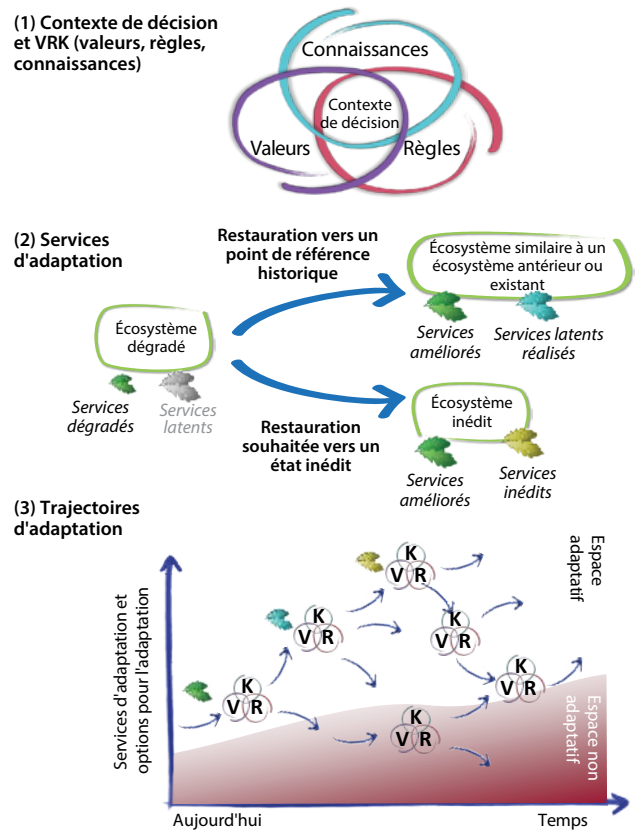 (1) Contexte de décision
et VRK (valeurs, règles,
connaissances)
Connaissances
Contexte
de décision
Valeurs
Règles
(2) Services
d'adaptation
Restauration vers un
point de référence
historique
Écosystème similaire à un
écosystème antérieur ou
existant
Services
améliorés
Services latents
réalisés
Écosystème
dégradé
Services
dégradés
Services
latents
Restauration
souhaitée vers un
état inédit
Écosystème
inédit
Services
améliorés
Services
inédits
(3) Trajectoires
d'adaptation
Services d'adaptation et
options pour l'adaptation
K
V R
K
V R
K
V R
K
V R
K
V R
K
V R
Espace
adaptatif
Espace non
adaptatif
Aujourd'hui
Temps